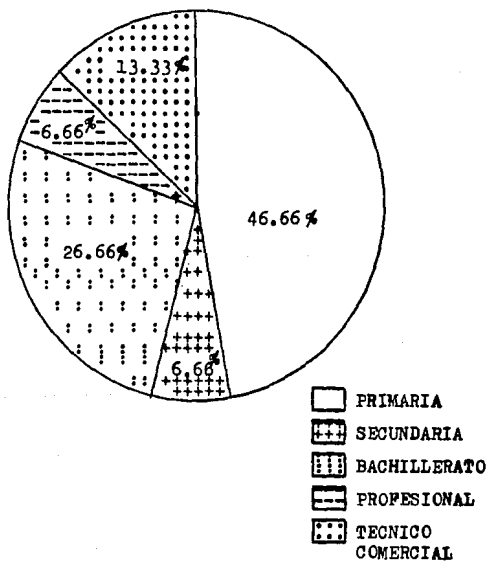 13.33%
6.66%
46.66%
26.66%
6.66%
PRIMARIA
SECUNDARIA
BACHILLERATO
PROFESIONAL
TECNICO
COMERCIAL